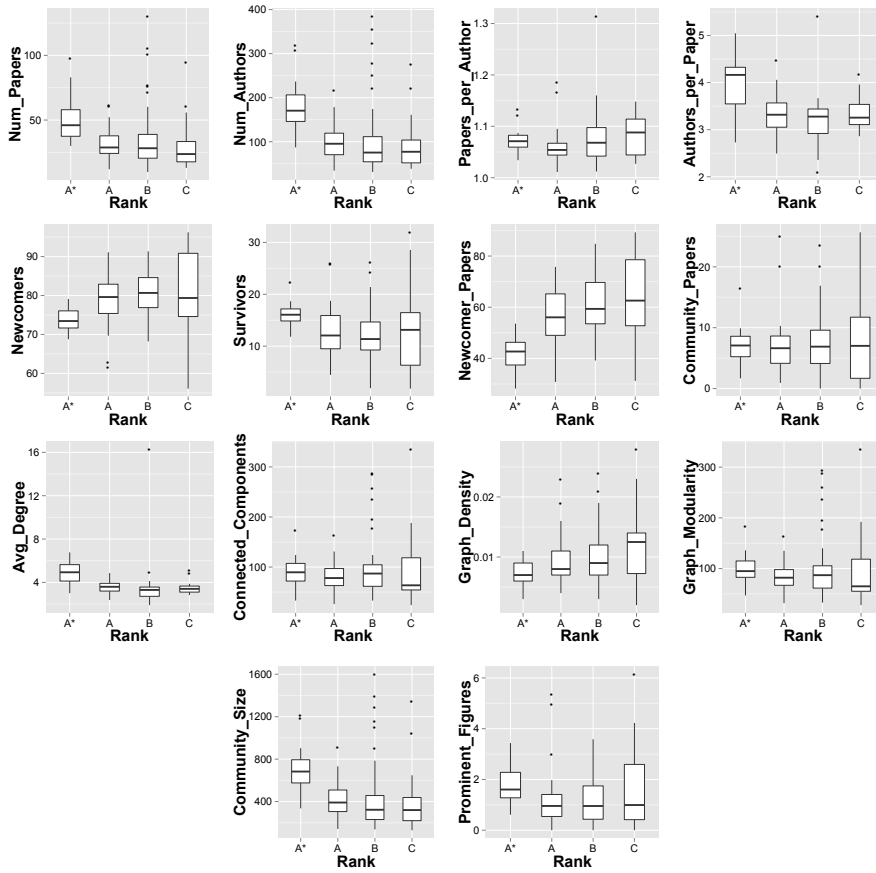 Num_Papers
100
50
A* A B C
Rank
Num_Authors
400
300
200
100
A* A B C
Rank
Papers_per_Author
1.3
1.2
1.1
1.0
A* A B C
Rank
Authors_per_Paper
5
4
3
2
A* A B C
Rank
Newcomers
90
80
70
60
A* A B C
Rank
Survivors
30
20
10
A* A B C
Rank
Newcomer_Papers
80
60
40
A* A B C
Rank
Community_Papers
20
10
0
A* A B C
Rank
Avg_Degree
16
12
8
4
A* A B C
Rank
Connected_Components
300
200
100
A* A B C
Rank
Graph_Density
0.02
0.01
A* A B C
Rank
Graph_Modularity
300
200
100
A* A B C
Rank
Community_Size
1600
1200
800
400
A* A B C
Rank
Prominent_Figures
6
4
2
0
A* A B C
Rank